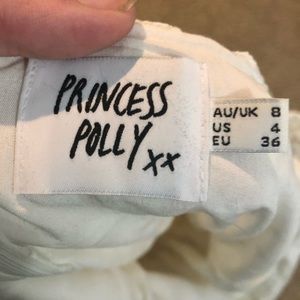 PRINCESS
POLLY xx
AU/UK 8
US 4
EU 36